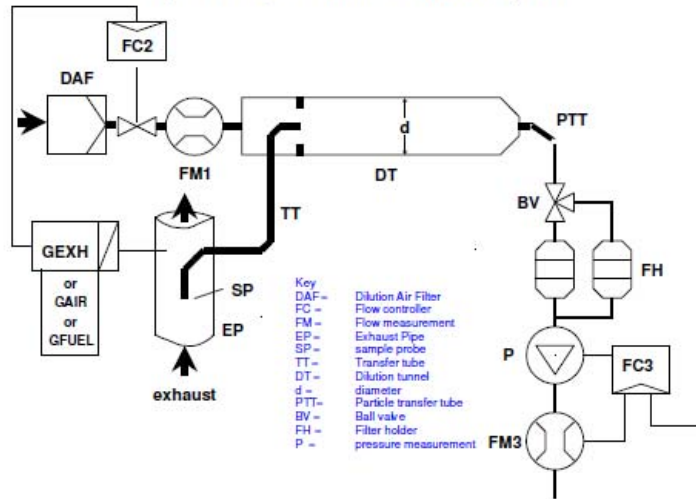 FC2
DAF
d
PTT
FM1
DT
BV
TT
GEXH
FH
or
GAIR
or
GFUEL
SP
EP
Key
DAF= Dilution Air Filter
FC = Flow controller
FM = Flow measurement
EP = Exhaust Pipe
SP= sample probe
TT = Transfer tube
DT= Dilution tunnel
d = diameter
PTT= Particle transfer tube
BV = Ball valve
FH = Filter holder
P = pressure measurement
P
FC3
exhaust
FM3